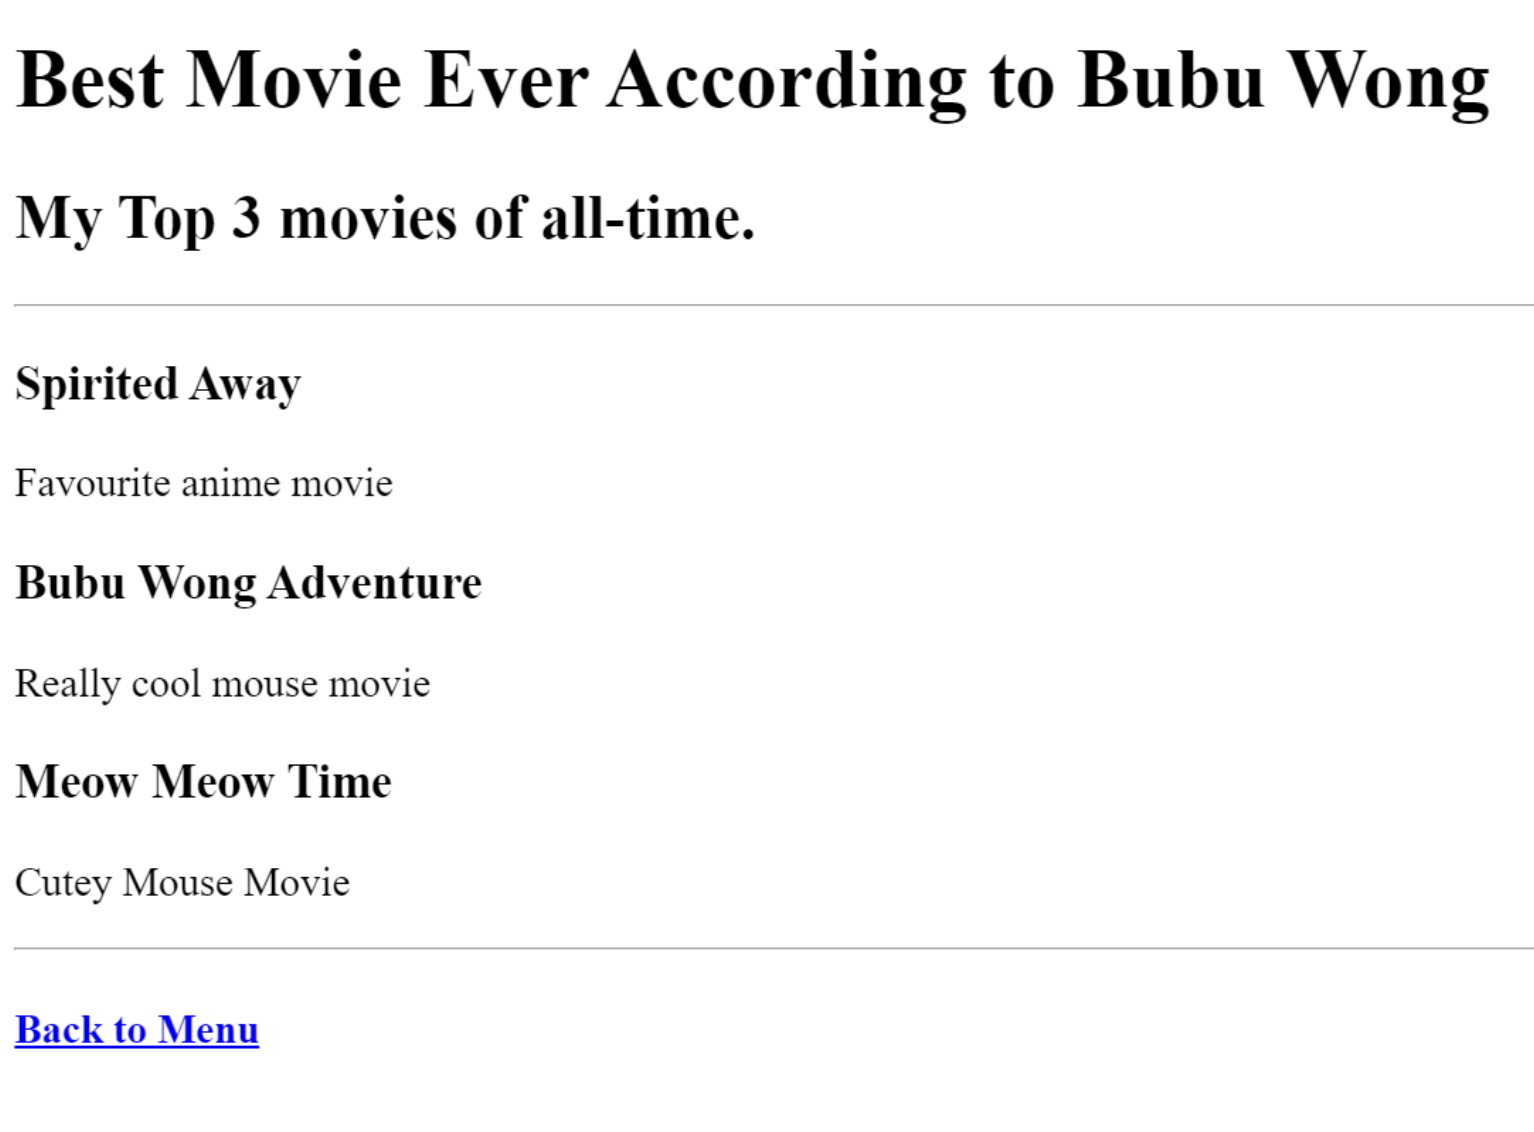 Best Movie Ever According to Bubu Wong
My Top 3 movies of all-time.
Spirited Away
Favourite anime movie
Bubu Wong Adventure
Really cool mouse movie
Meow Meow Time
Cutey Mouse Movie
Back to Menu